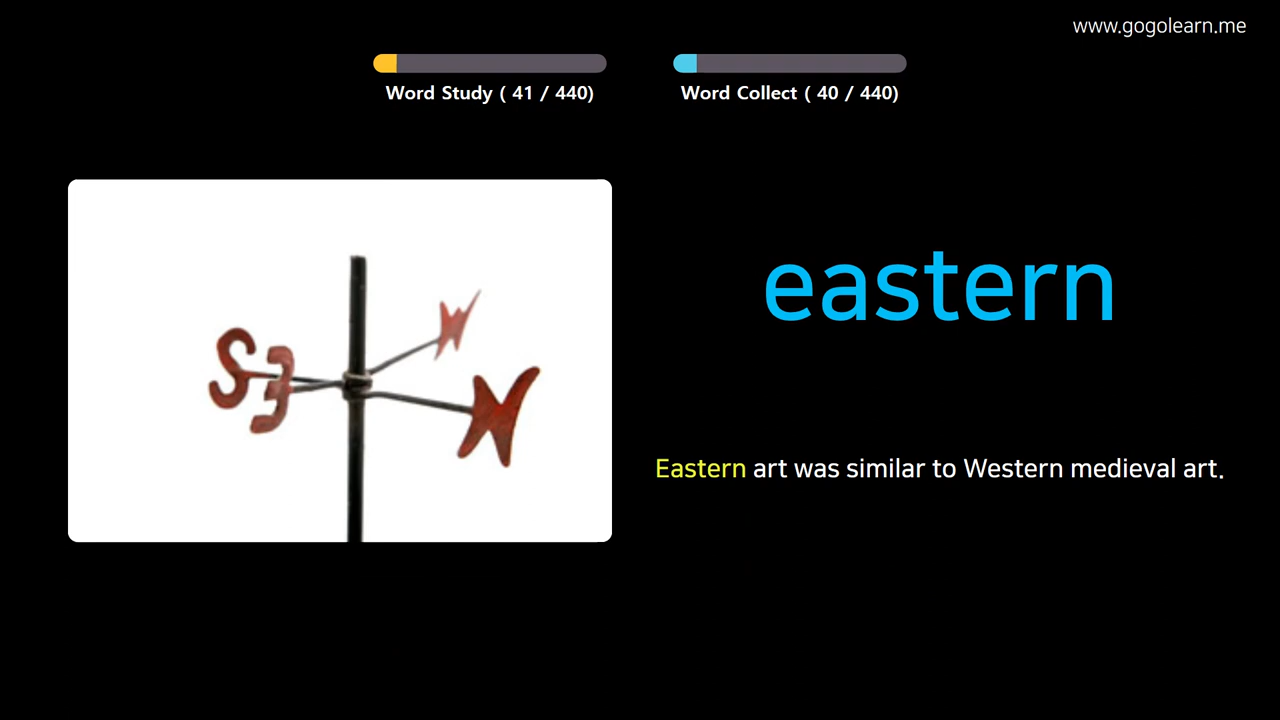 www.gogolearn.me
Word Study ( 41 / 440)
Word Collect ( 40 / 440)
eastern
Eastern art was similar to Western medieval art.
S
E
W
N